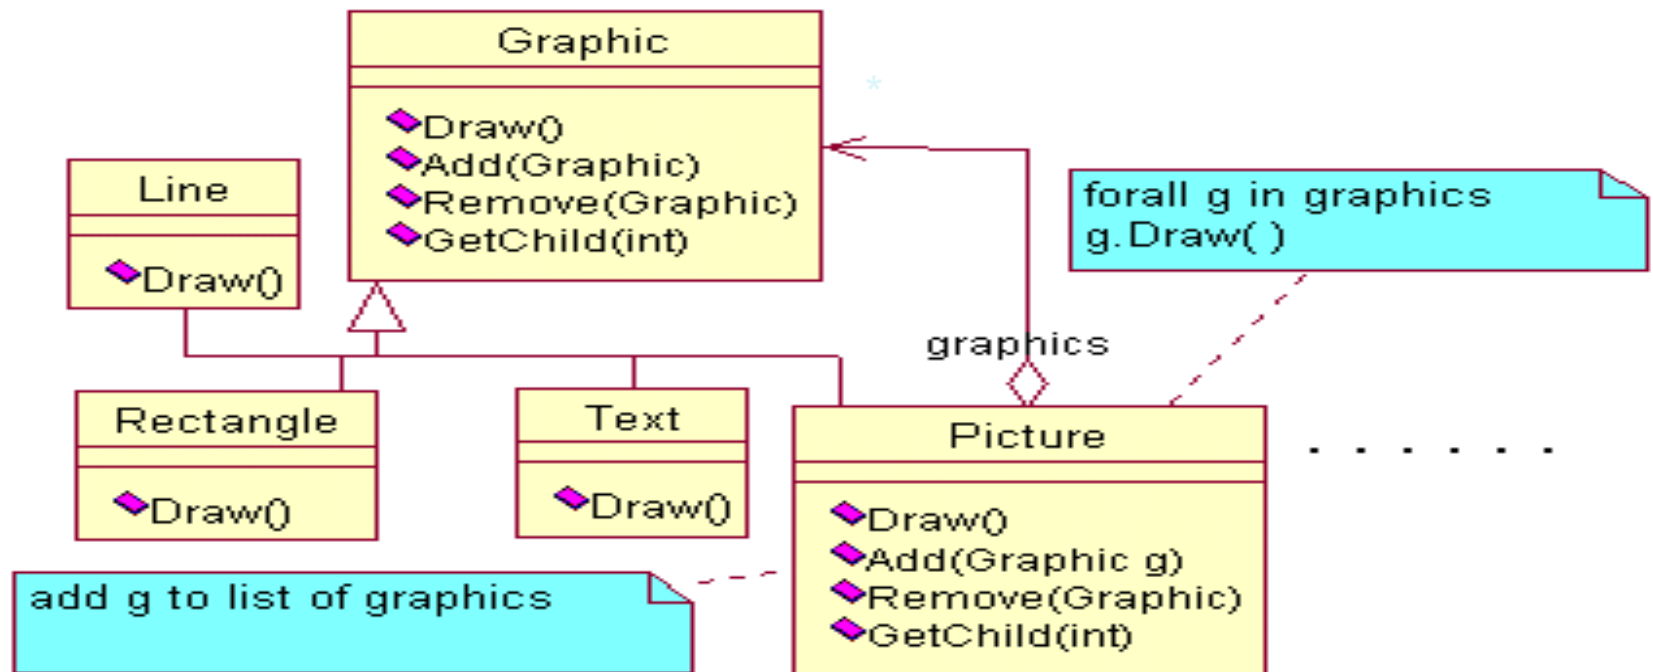 Graphic
Draw()
Add(Graphic)
Remove(Graphic)
GetChild(int)
*
Line
Draw()
forall g in graphics
g.Draw( )
graphics
Rectangle
Draw()
Text
Draw()
Picture
Draw()
Add(Graphic g)
Remove(Graphic)
GetChild(int)
. . . . . .
add g to list of graphics